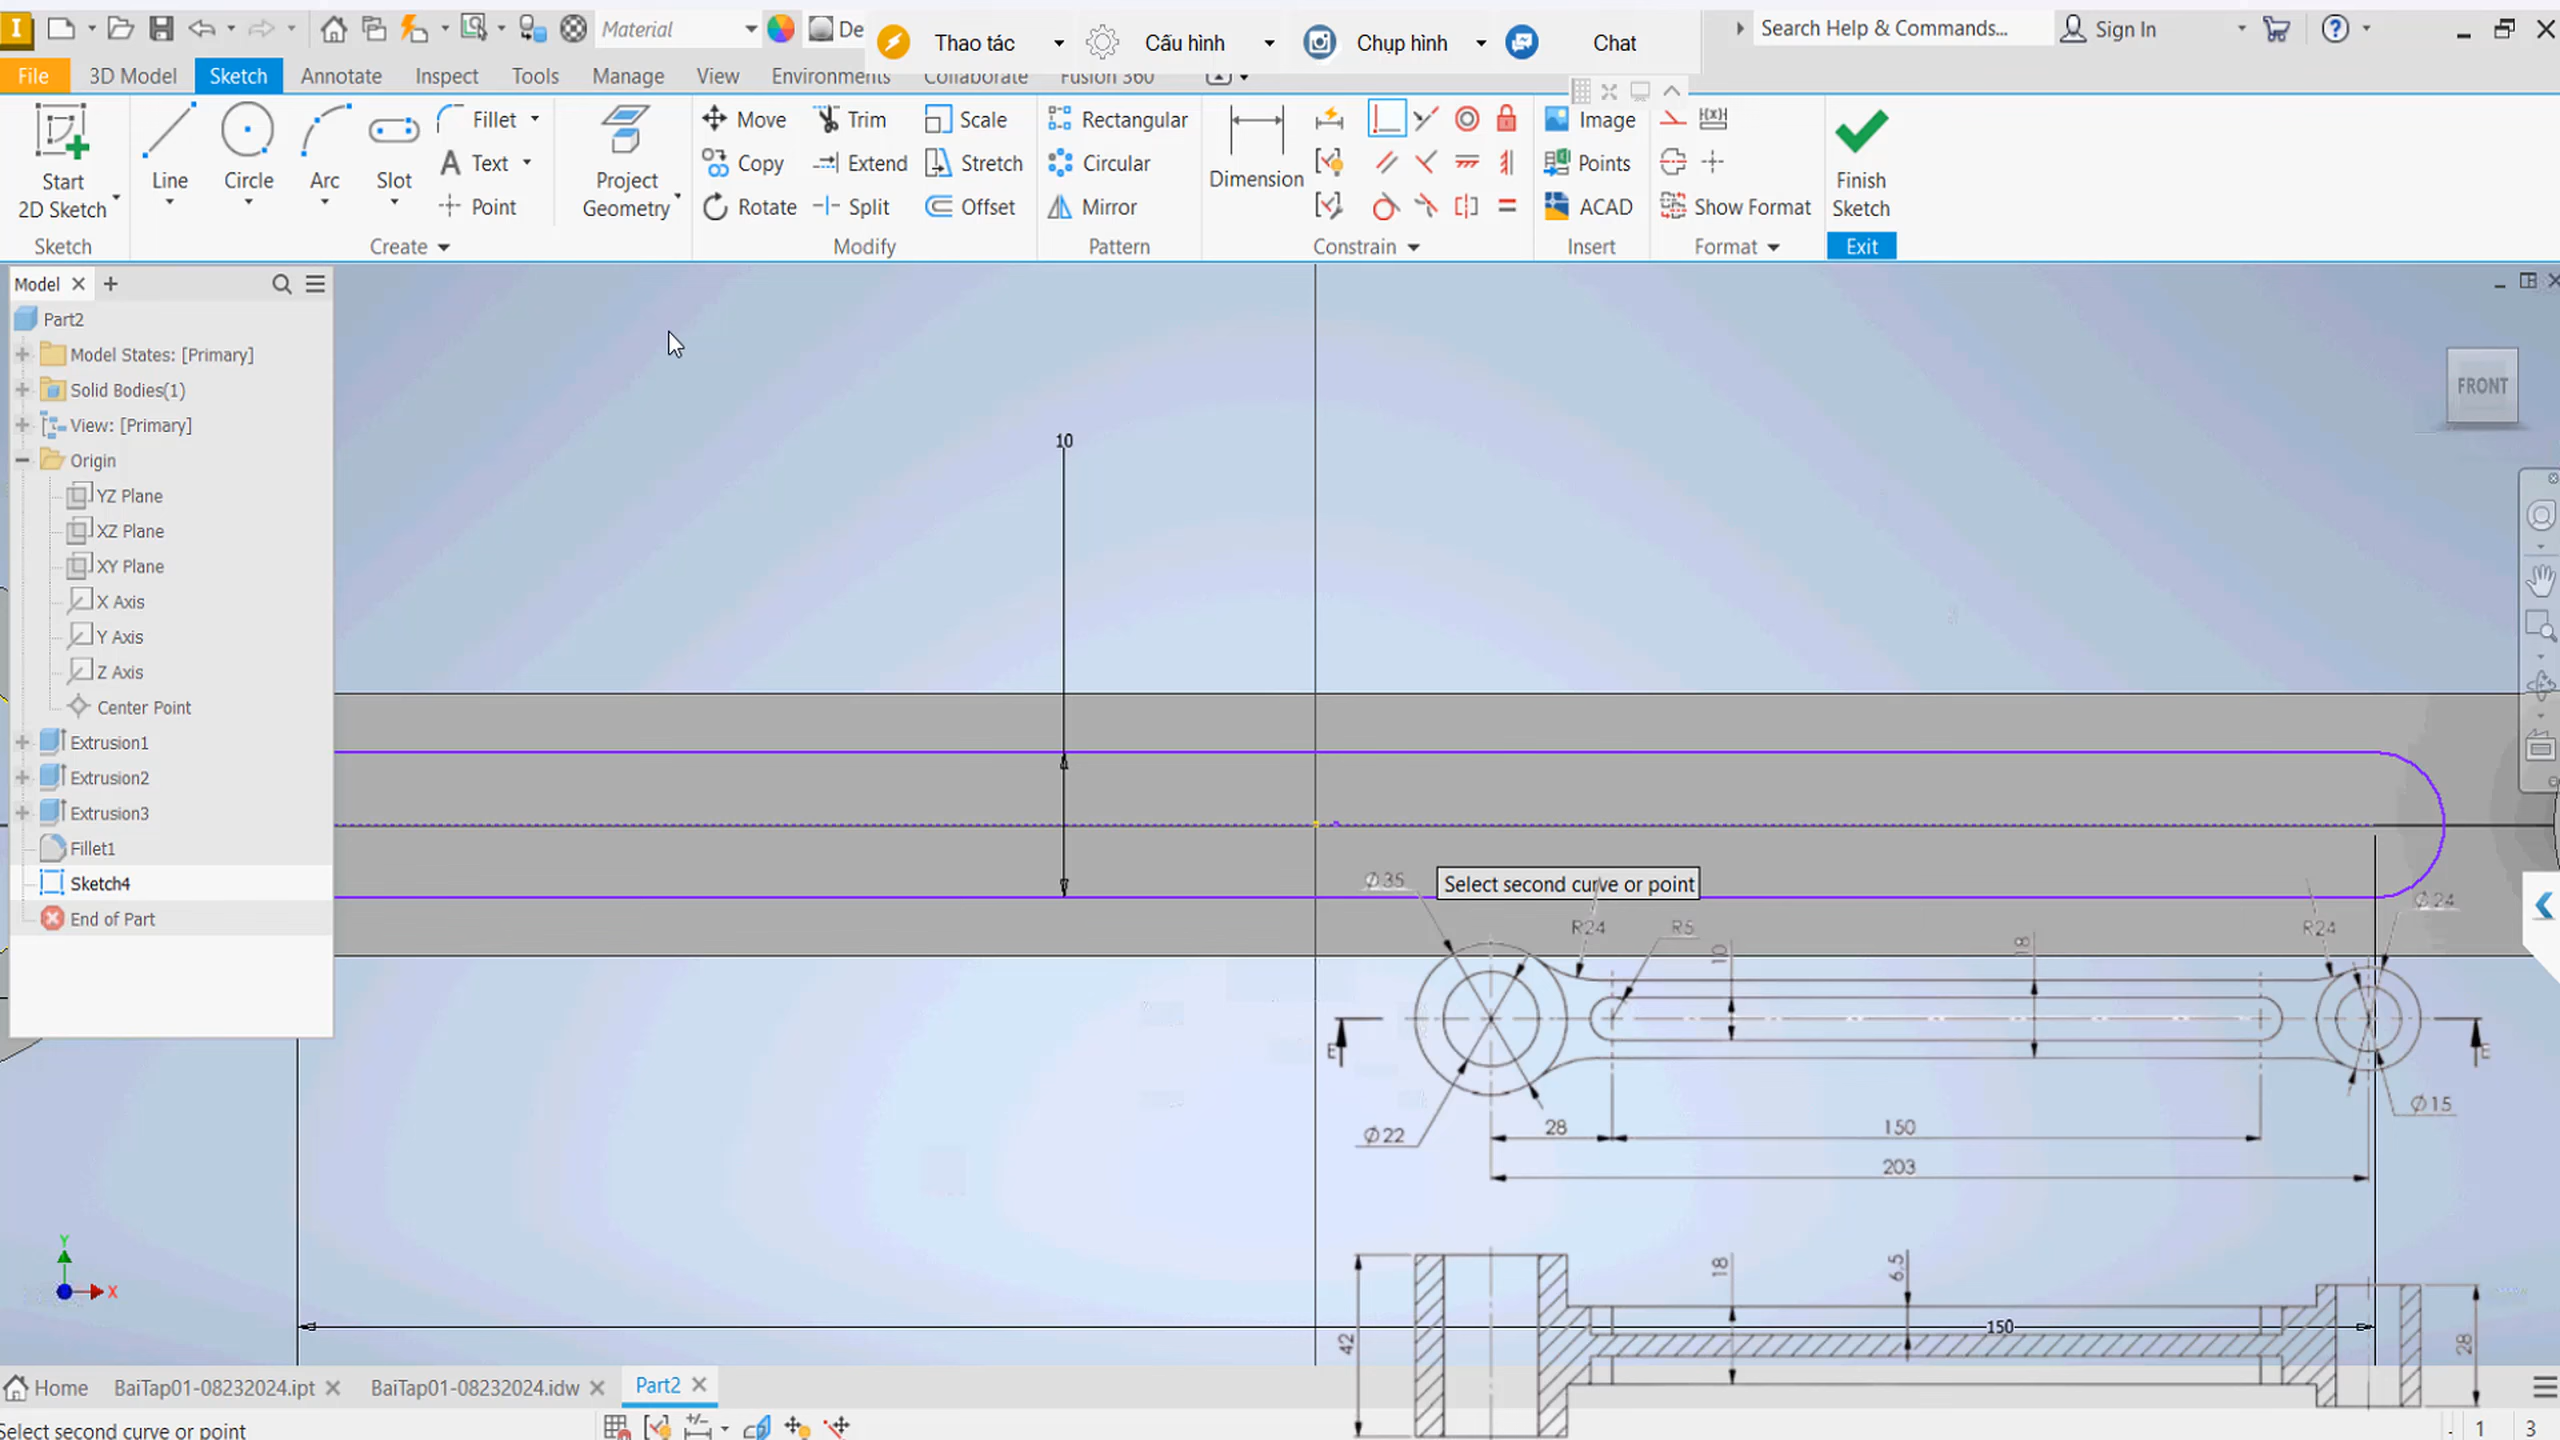 Material
De
Thao tác
Cấu hình
Chụp hình
Chat
Search Help & Commands...
Sign In
File
3D Model
Sketch
Annotate
Inspect
Tools
Manage
View
Environments
Collaborate
Fusion 360
Start
2D Sketch
Line
Circle
Arc
Slot
Fillet
Text
Point
Project
Geometry
Move
Copy
Rotate
Trim
Extend
Split
Scale
Stretch
Offset
Rectangular
Circular
Mirror
Dimension
Image
Points
ACAD
Show Format
Finish
Sketch
Sketch
Create
Modify
Pattern
Constrain
Insert
Format
Exit
Model
Part2
Model States: [Primary]
Solid Bodies(1)
View: [Primary]
Origin
YZ Plane
XZ Plane
XY Plane
X Axis
Y Axis
Z Axis
Center Point
Extrusion1
Extrusion2
Extrusion3
Fillet1
Sketch4
End of Part
FRONT
10
Select second curve or point
Ø35
R24
R5
10
18
R24
Ø24
E
E
Ø22
28
150
Ø15
203
18
6.5
42
150
28
Y
X
Home
BaiTap01-08232024.ipt
BaiTap01-08232024.idw
Part2
Select second curve or point
1
3